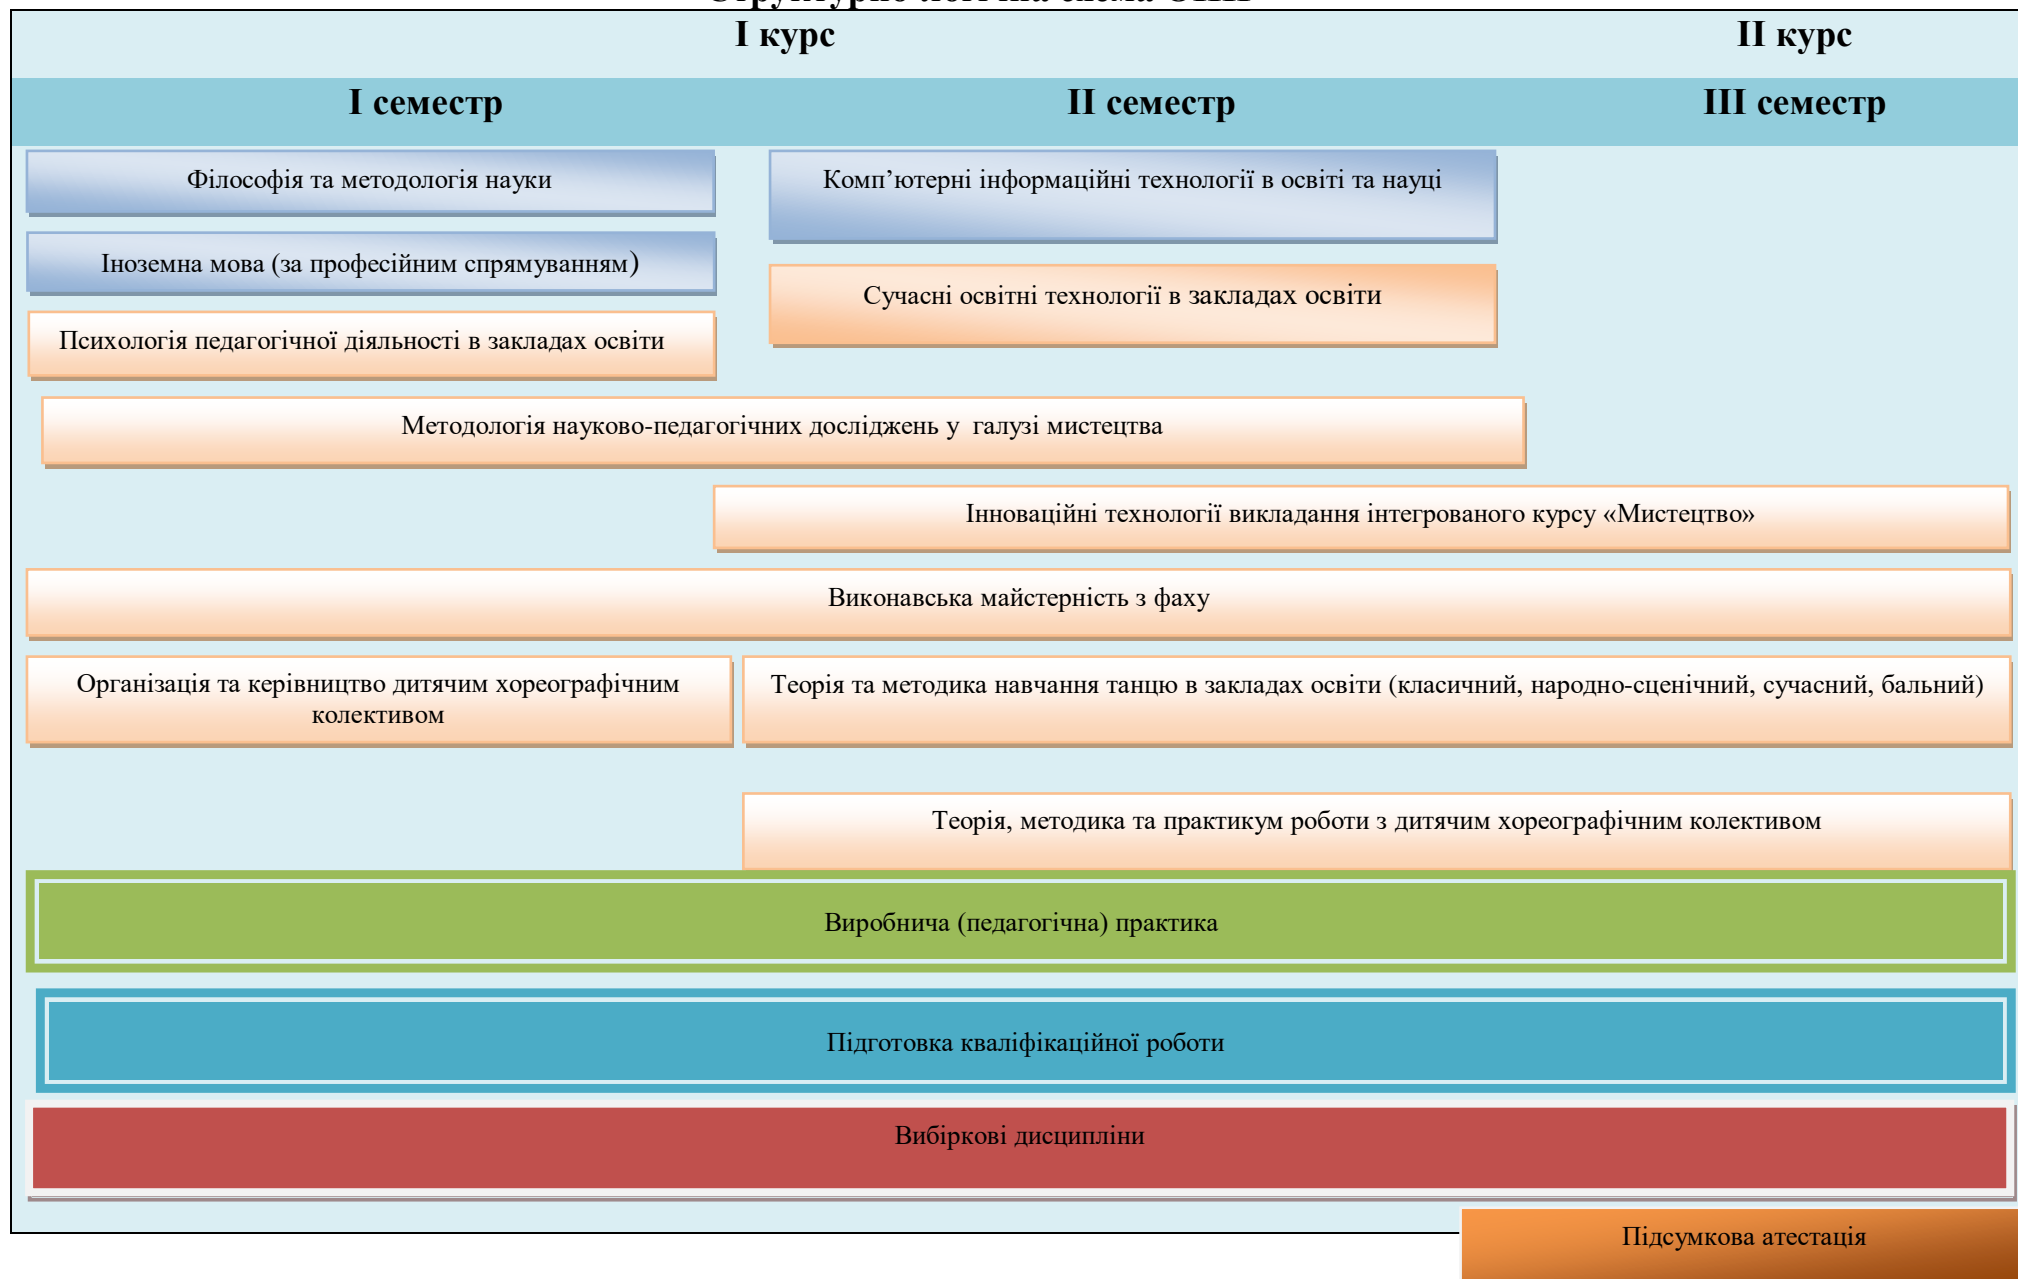 І курс
ІІ курс
І семестр
ІІ семестр
ІІІ семестр
Філософія та методологія науки
Комп’ютерні інформаційні технології в освіті та науці
Іноземна мова (за професійним спрямуванням)
Сучасні освітні технології в закладах освіти
Психологія педагогічної діяльності в закладах освіти
Методологія науково-педагогічних досліджень у галузі мистецтва
Інноваційні технології викладання інтегрованого курсу «Мистецтво»
Виконавська майстерність з фаху
Організація та керівництво дитячим хореографічним
колективом
Теорія та методика навчання танцю в закладах освіти (класичний, народно-сценічний, сучасний, бальний)
Теорія, методика та практикум роботи з дитячим хореографічним колективом
Виробнича (педагогічна) практика
Підготовка кваліфікаційної роботи
Вибіркові дисципліни
Підсумкова атестація